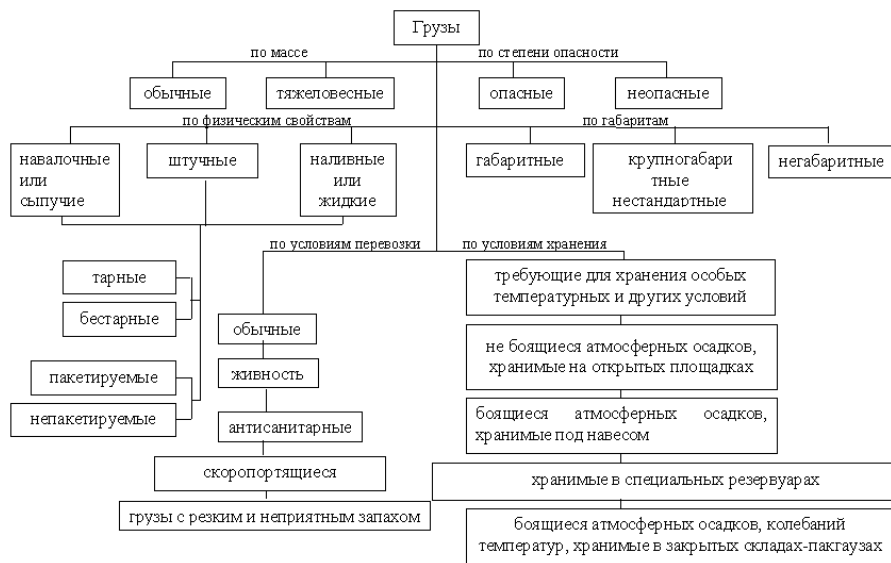 Грузы
по массе
по степени опасности
обычные
тяжеловесные
опасные
неопасные
по физическим свойствам
по габаритам
навалочные
или
сыпучие
штучные
наливные
или
жидкие
габаритные
крупногабари
тные
нестандартные
негабаритные
по условиям перевозки
по условиям хранения
тарные
бестарные
пакетируемые
непакетируемые
обычные
живность
антисанитарные
скоропортящиеся
грузы с резким и неприятным запахом
требующие для хранения особых
температурных и других условий
не боящиеся атмосферных осадков,
хранимые на открытых площадках
боящиеся атмосферных осадков,
хранимые под навесом
хранимые в специальных резервуарах
боящиеся атмосферных осадков, колебаний
температур, хранимые в закрытых складах-пакгаузах